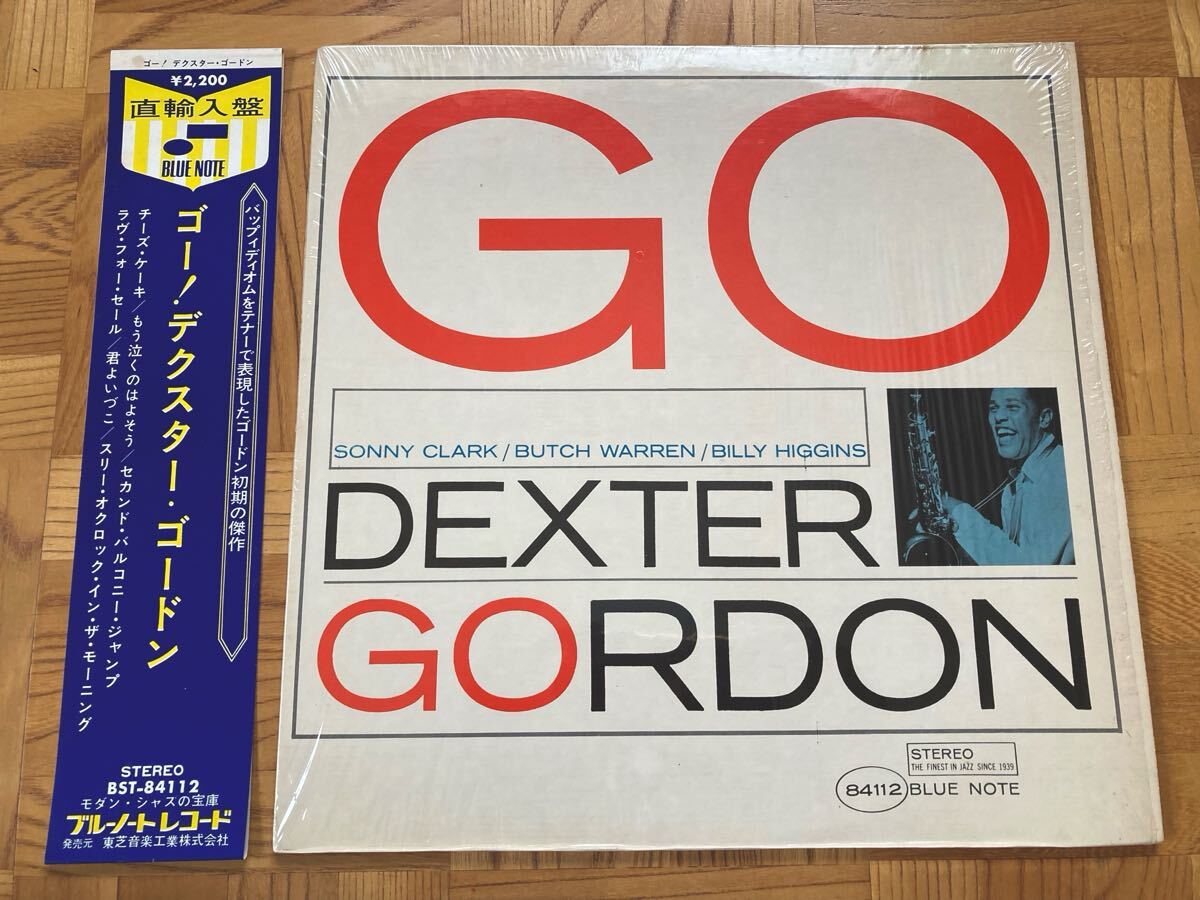 ゴー! デクスター・ゴードン
¥2,200
直輸入盤
BLUE NOTE
バップィディオムをテナーで表現したゴードン初期の傑作
ゴー!デクスター・ゴードン
チーズ・ケーキ/もう泣くのはよそう/セカンド・バルコニー・ジャンプ
ラヴ・フォー・セール/君よいづこ/スリー・オクロック・イン・ザ・モーニング
STEREO
BST-84112
モダン・ジャズの宝庫
ブルーノートレコード
発売元 東芝音楽工業株式会社
GO
SONNY CLARK/BUTCH WARREN/BILLY HIGGINS
DEXTER
GORDON
STEREO
THE FINEST IN JAZZ SINCE 1939
84112 BLUE NOTE